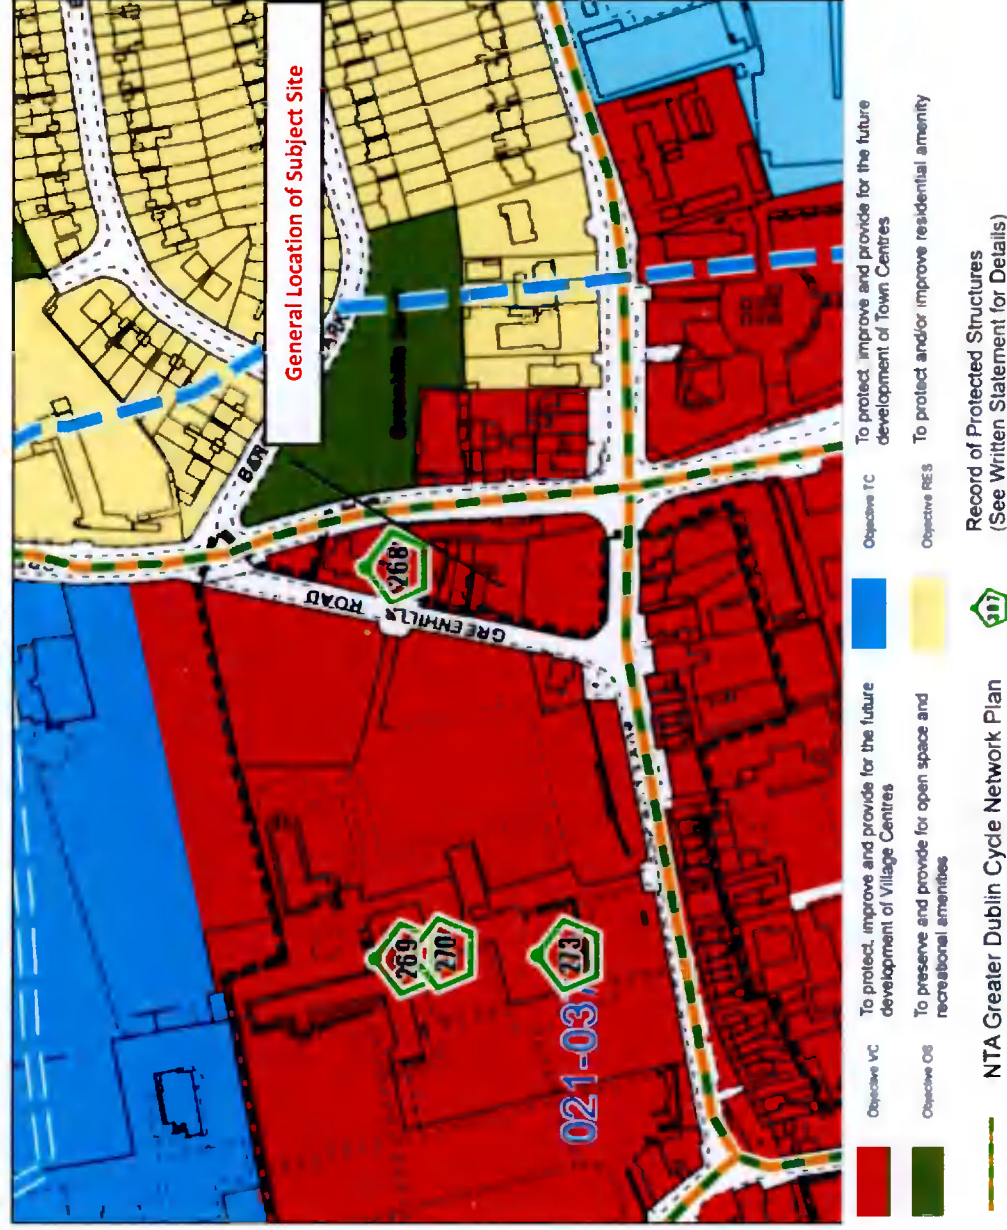 General Location of Subject Site
GREENHILLS
ROAD
268
269
270
273
021-037
Objective VC
To protect, improve and provide for the future
development of Village Centres
Objective TC
To protect, improve and provide for the future
development of Town Centres
Objective OS
To preserve and provide for open space and
recreational amenities
Objective RES
To protect and/or improve residential amenity
NTA Greater Dublin Cycle Network Plan
Record of Protected Structures
(See Written Statement for Details)